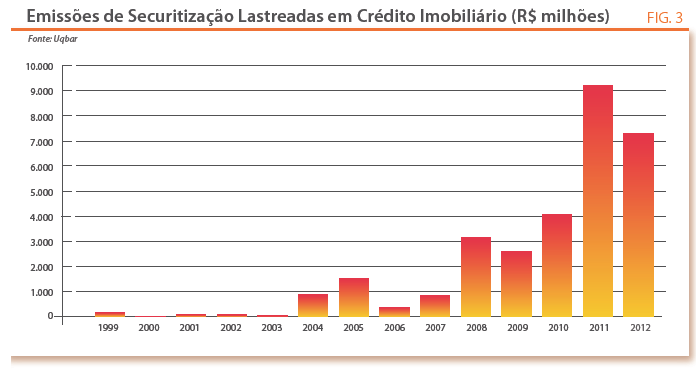 Emissões de Securitização Lastreadas em Crédito Imobiliário (R$ milhões)
FIG. 3
Fonte: Uqbar
10.000
9.000
8.000
7.000
6.000
5.000
4.000
3.000
2.000
1.000
0
1999 2000 2001 2002 2003 2004 2005 2006 2007 2008 2009 2010 2011 2012